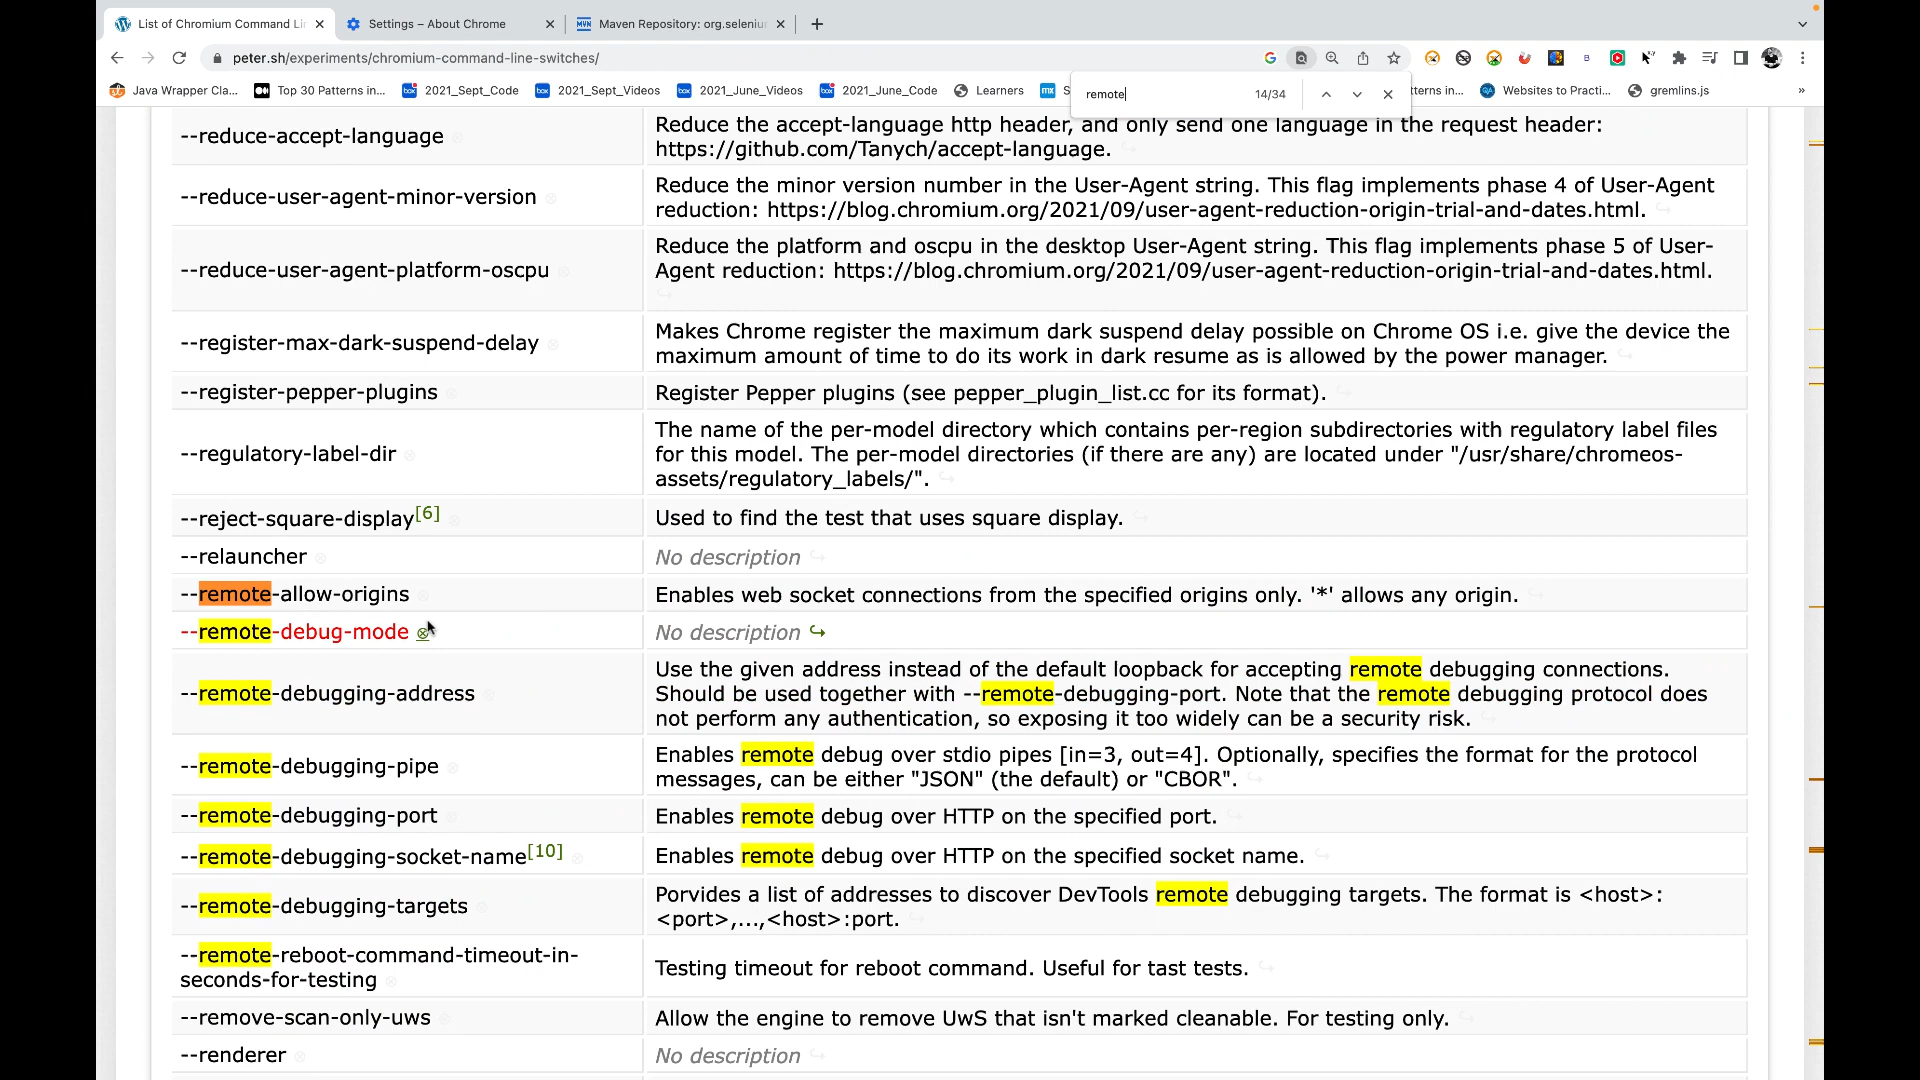 List of Chromium Command Li
Settings – About Chrome
MVN
Maven Repository: org.seleniu
peter.sh/experiments/chromium-command-line-switches/
Java Wrapper Cla...
Top 30 Patterns in...
2021_Sept_Code
2021_Sept_Videos
2021_June_Videos
2021_June_Code
Learners
S
tterns in...
Websites to Practi...
gremlins.js
»
remote
14/34
--reduce-accept-language
Reduce the accept-language http header, and only send one language in the request header:
https://github.com/Tanych/accept-language.
--reduce-user-agent-minor-version
Reduce the minor version number in the User-Agent string. This flag implements phase 4 of User-Agent
reduction: https://blog.chromium.org/2021/09/user-agent-reduction-origin-trial-and-dates.html.
--reduce-user-agent-platform-oscpu
Reduce the platform and oscpu in the desktop User-Agent string. This flag implements phase 5 of User-
Agent reduction: https://blog.chromium.org/2021/09/user-agent-reduction-origin-trial-and-dates.html.
--register-max-dark-suspend-delay
Makes Chrome register the maximum dark suspend delay possible on Chrome OS i.e. give the device the
maximum amount of time to do its work in dark resume as is allowed by the power manager.
--register-pepper-plugins
Register Pepper plugins (see pepper_plugin_list.cc for its format).
--regulatory-label-dir
The name of the per-model directory which contains per-region subdirectories with regulatory label files
for this model. The per-model directories (if there are any) are located under "/usr/share/chromeos-
assets/regulatory_labels/".
--reject-square-display[6]
Used to find the test that uses square display.
--relauncher
No description
--remote-allow-origins
Enables web socket connections from the specified origins only. '*' allows any origin.
--remote-debug-mode
No description
--remote-debugging-address
Use the given address instead of the default loopback for accepting remote debugging connections.
Should be used together with --remote-debugging-port. Note that the remote debugging protocol does
not perform any authentication, so exposing it too widely can be a security risk.
--remote-debugging-pipe
Enables remote debug over stdio pipes [in=3, out=4]. Optionally, specifies the format for the protocol
messages, can be either "JSON" (the default) or "CBOR".
--remote-debugging-port
Enables remote debug over HTTP on the specified port.
--remote-debugging-socket-name[10]
Enables remote debug over HTTP on the specified socket name.
--remote-debugging-targets
Porvides a list of addresses to discover DevTools remote debugging targets. The format is <host>:
<port>,...,<host>:port.
--remote-reboot-command-timeout-in-
seconds-for-testing
Testing timeout for reboot command. Useful for tast tests.
--remove-scan-only-uws
Allow the engine to remove UwS that isn't marked cleanable. For testing only.
--renderer
No description